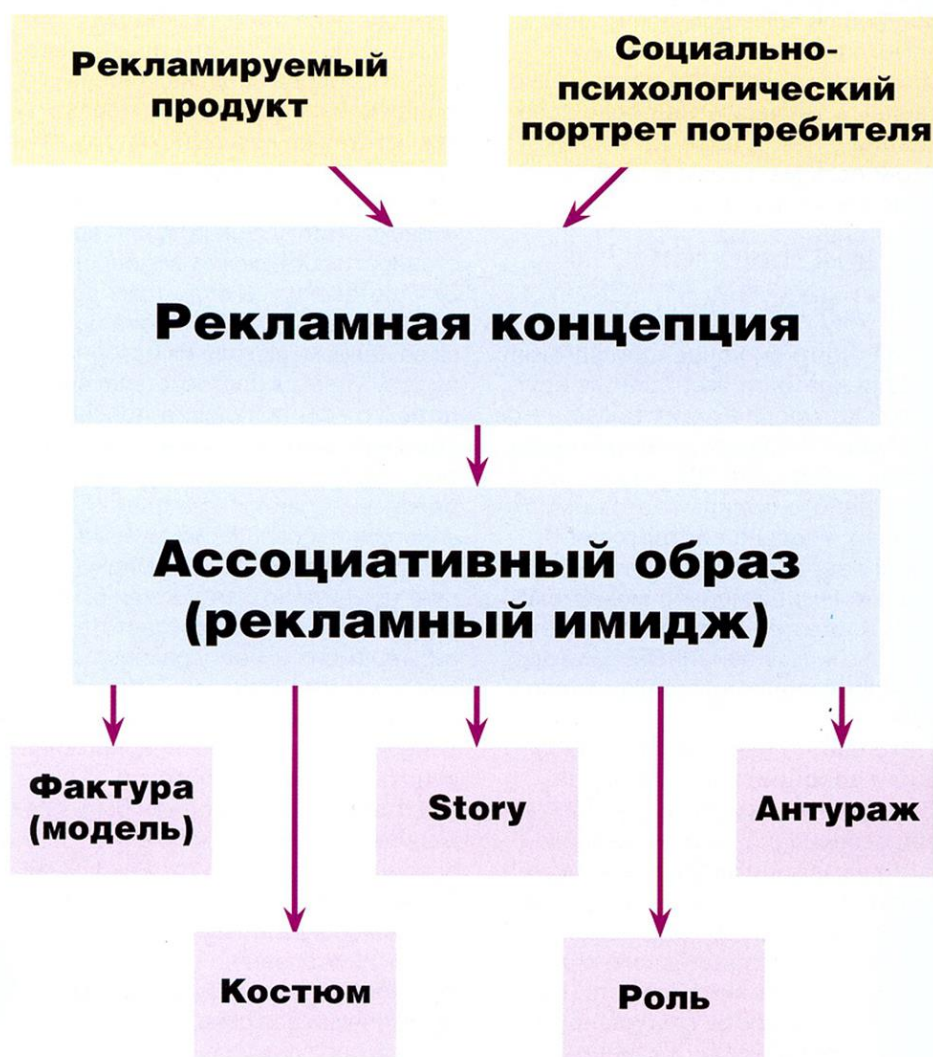 Рекламируемый
продукт
Социально-
психологический
портрет потребителя
Рекламная концепция
Ассоциативный образ
(рекламный имидж)
Фактура
(модель)
Story
Антураж
Костюм
Роль